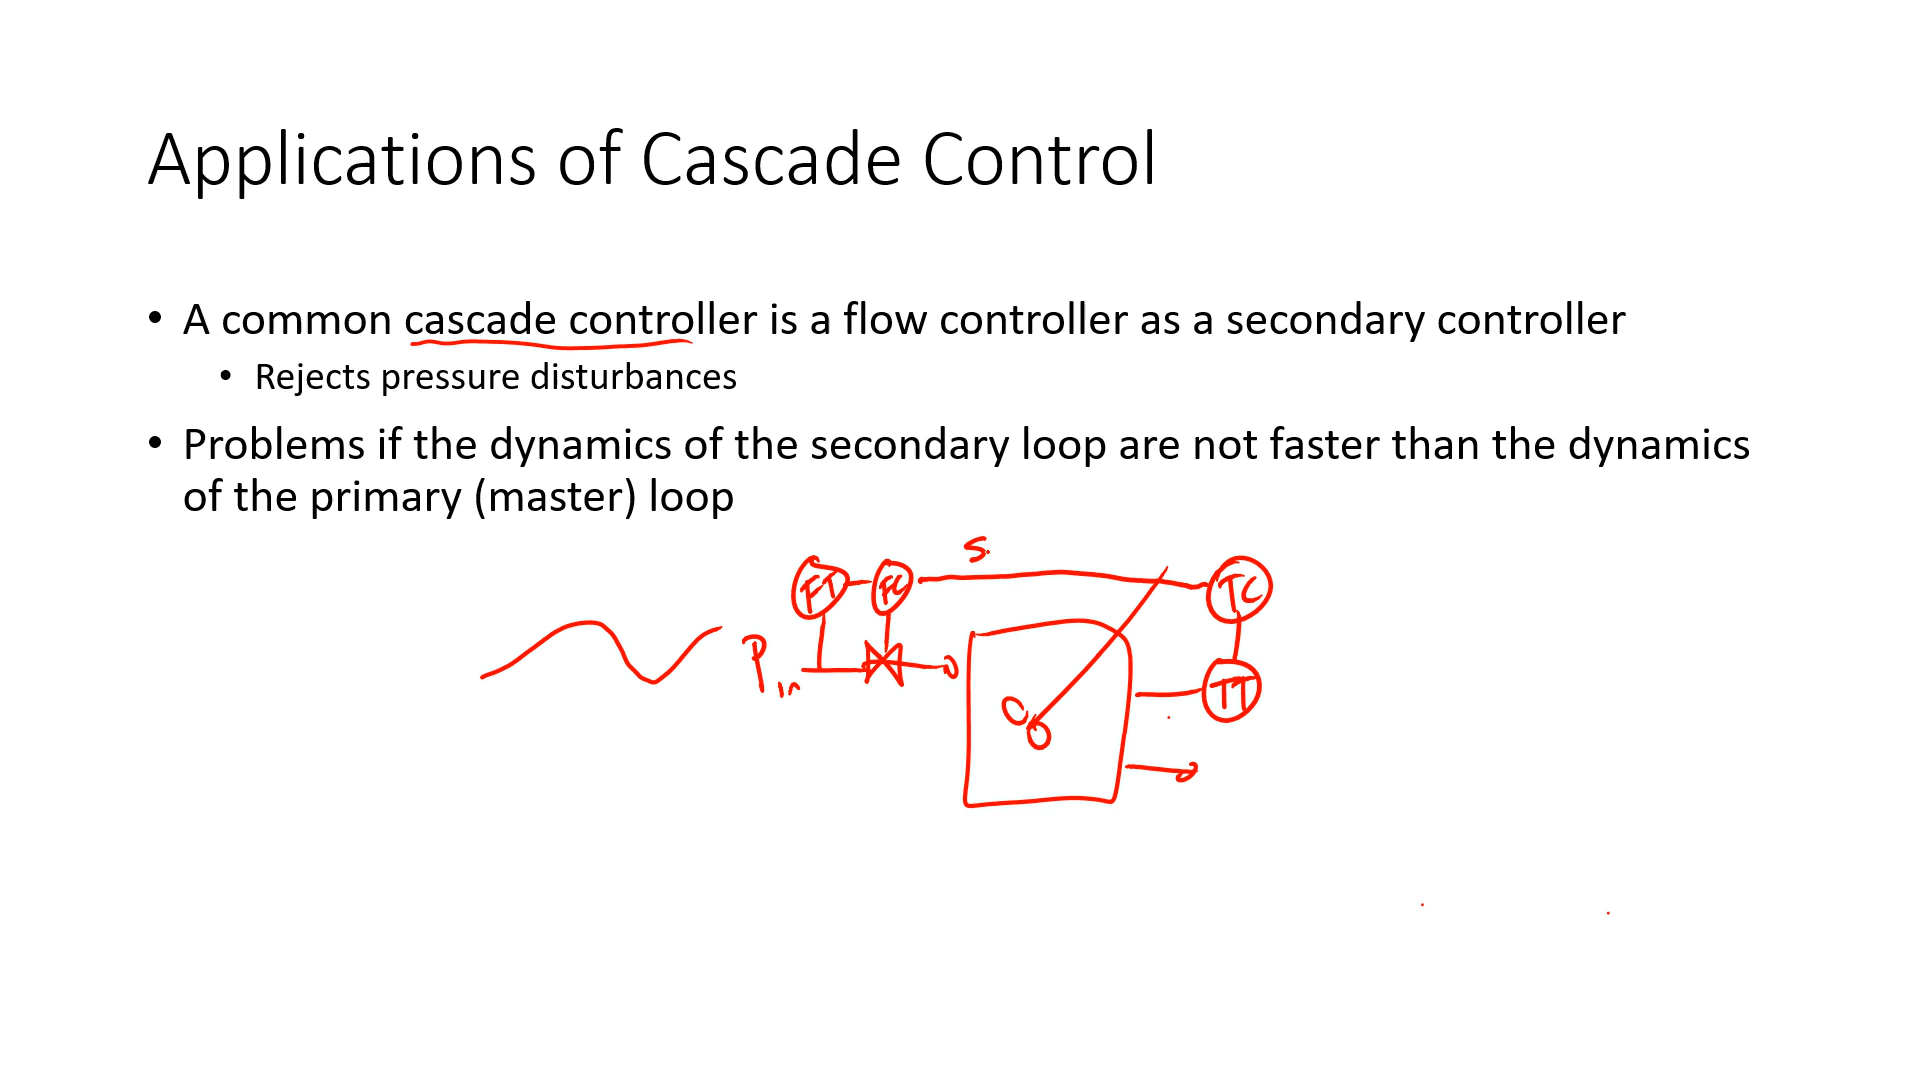 Applications of Cascade Control
• A common cascade controller is a flow controller as a secondary controller
• Rejects pressure disturbances
• Problems if the dynamics of the secondary loop are not faster than the dynamics
of the primary (master) loop
S.
FT FC TC
Pin
TT